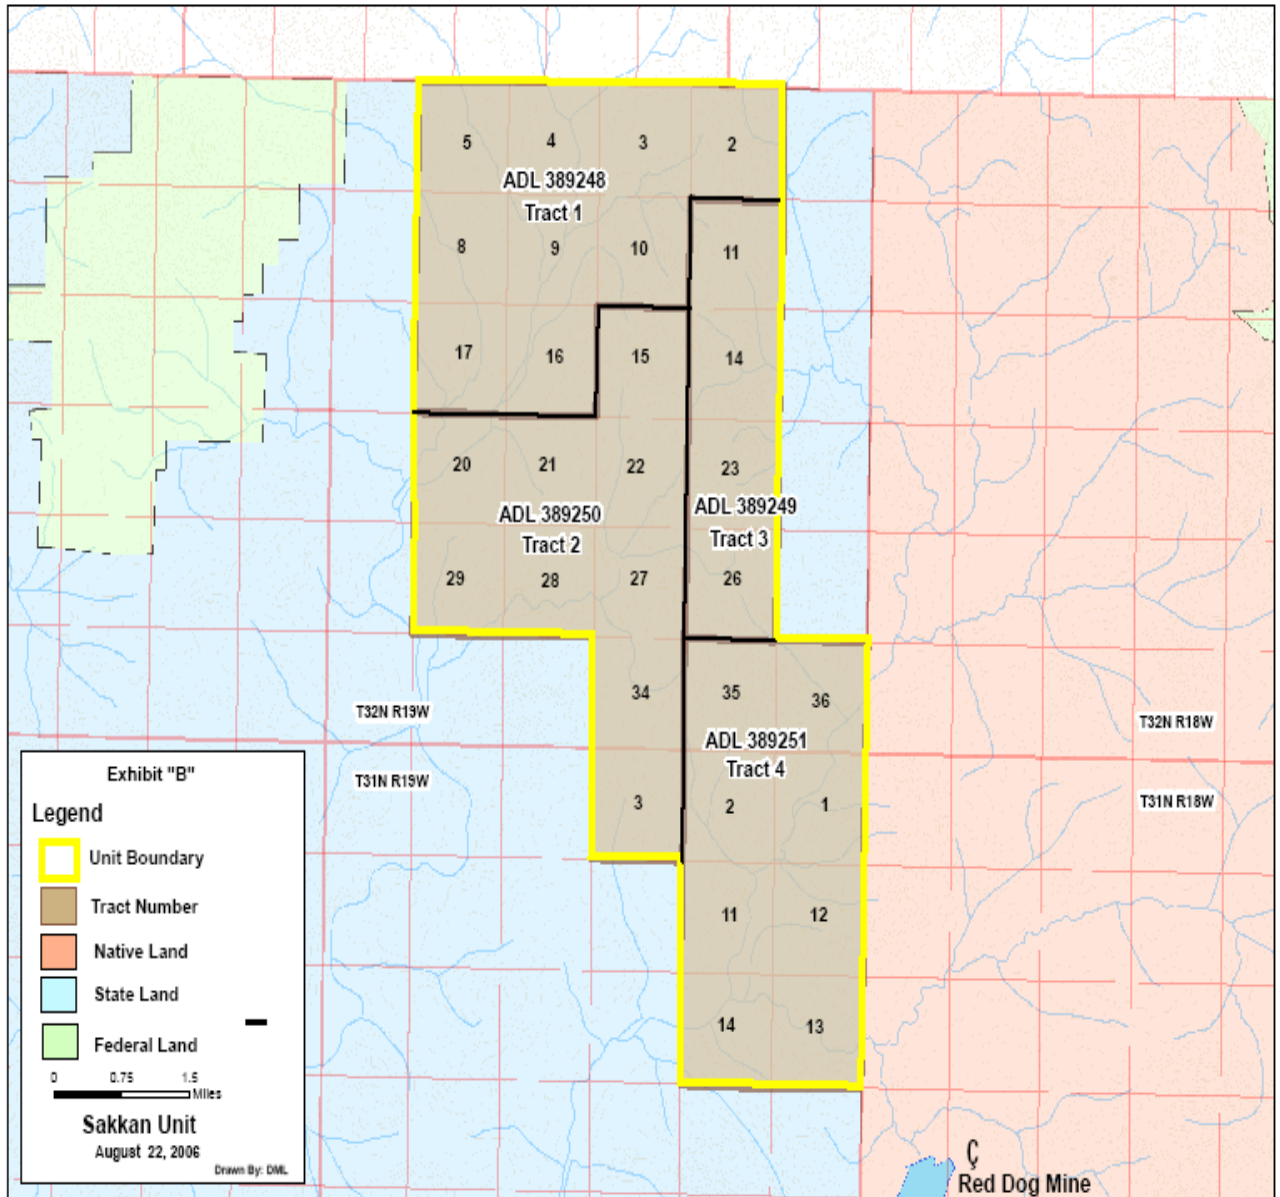 5 4 3 2
ADL 389248
Tract 1
8 9 10 11
17 16 15 14
20 21 22 23
ADL 389250
Tract 2
ADL 389249
Tract 3
29 28 27 26
34 35 36
T32N R19W
T32N R18W
ADL 389251
Tract 4
T31N R19W
T31N R18W
3 2 1
11 12
14 13
Exhibit "B"
Legend
Unit Boundary
Tract Number
Native Land
State Land
Federal Land
0 0.75 1.5
Miles
Sakkan Unit
August 22, 2006
Drawn By: DML
Ç
Red Dog Mine